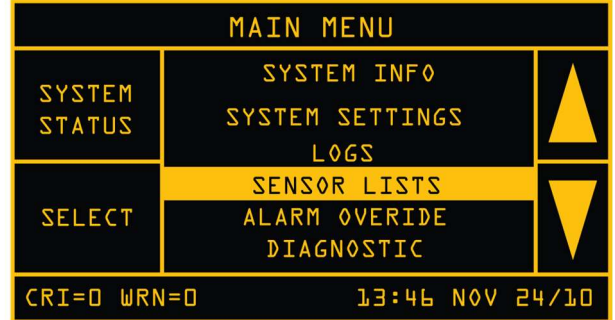 MAIN MENU
SYSTEM
STATUS
SYSTEM INFO
SYSTEM SETTINGS
LOGS
SENSOR LISTS
SELECT
ALARM OVERIDE
DIAGNOSTIC
CRI=0 WRN=0 13:46 NOV 24/10